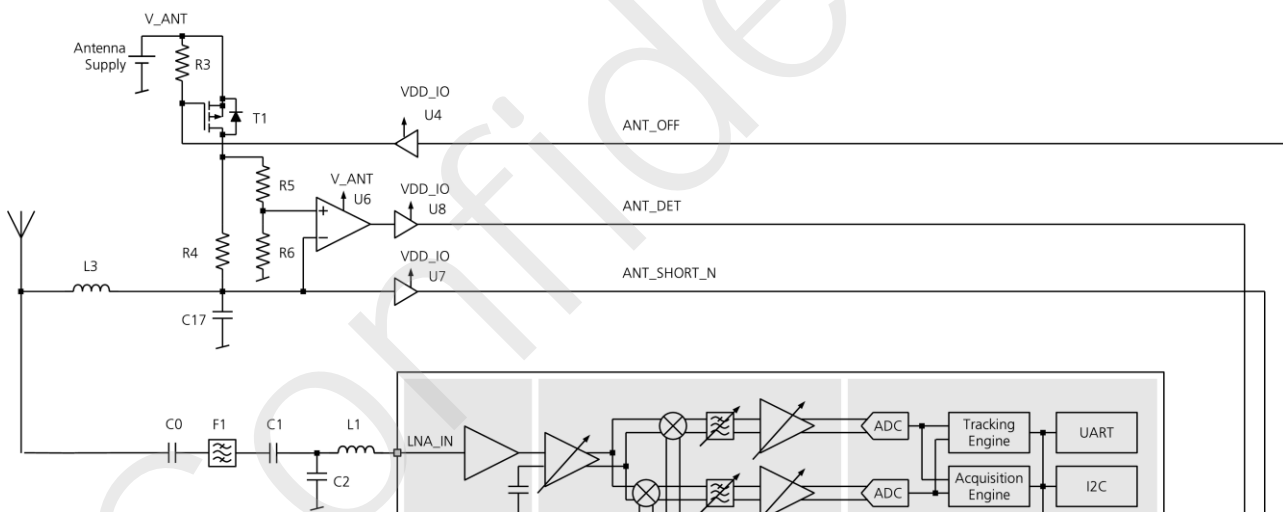 V_ANT
Antenna
Supply
R3
T1
VDD_IO
U4
ANT_OFF
R5
V_ANT
U6
VDD_IO
U8
ANT_DET
R4
R6
VDD_IO
U7
ANT_SHORT_N
L3
C17
C0
F1
C1
L1
C2
LNA_IN
ADC
Tracking
Engine
UART
ADC
Acquisition
Engine
I2C
Confide